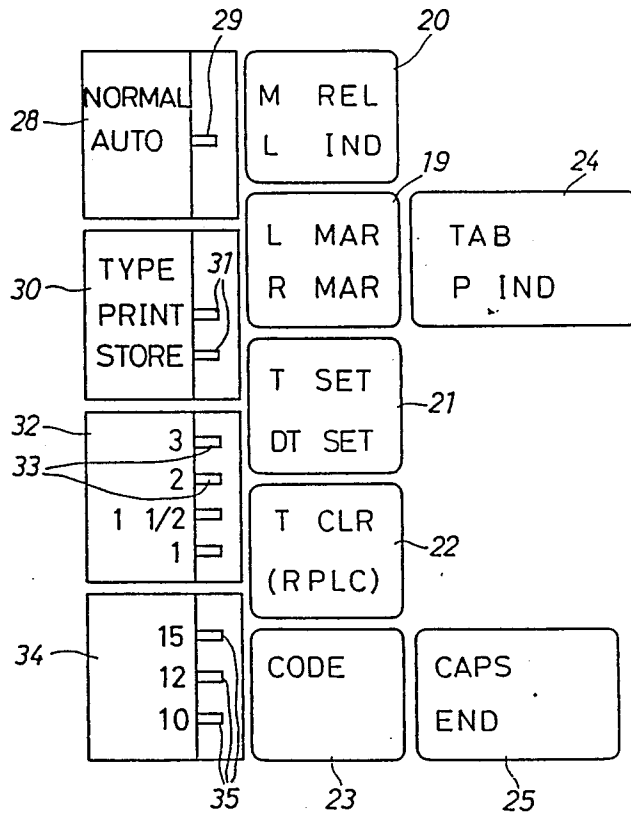 29
20
28
NORMAL
AUTO
M REL
L IND
19
24
L MAR
R MAR
TAB
P IND
30
TYPE
PRINT
STORE
31
T SET
DT SET
21
32
33
3
2
1 1/2
1
T CLR
(RPLC)
22
34
15
12
10
CODE
CAPS
END
35
23
25